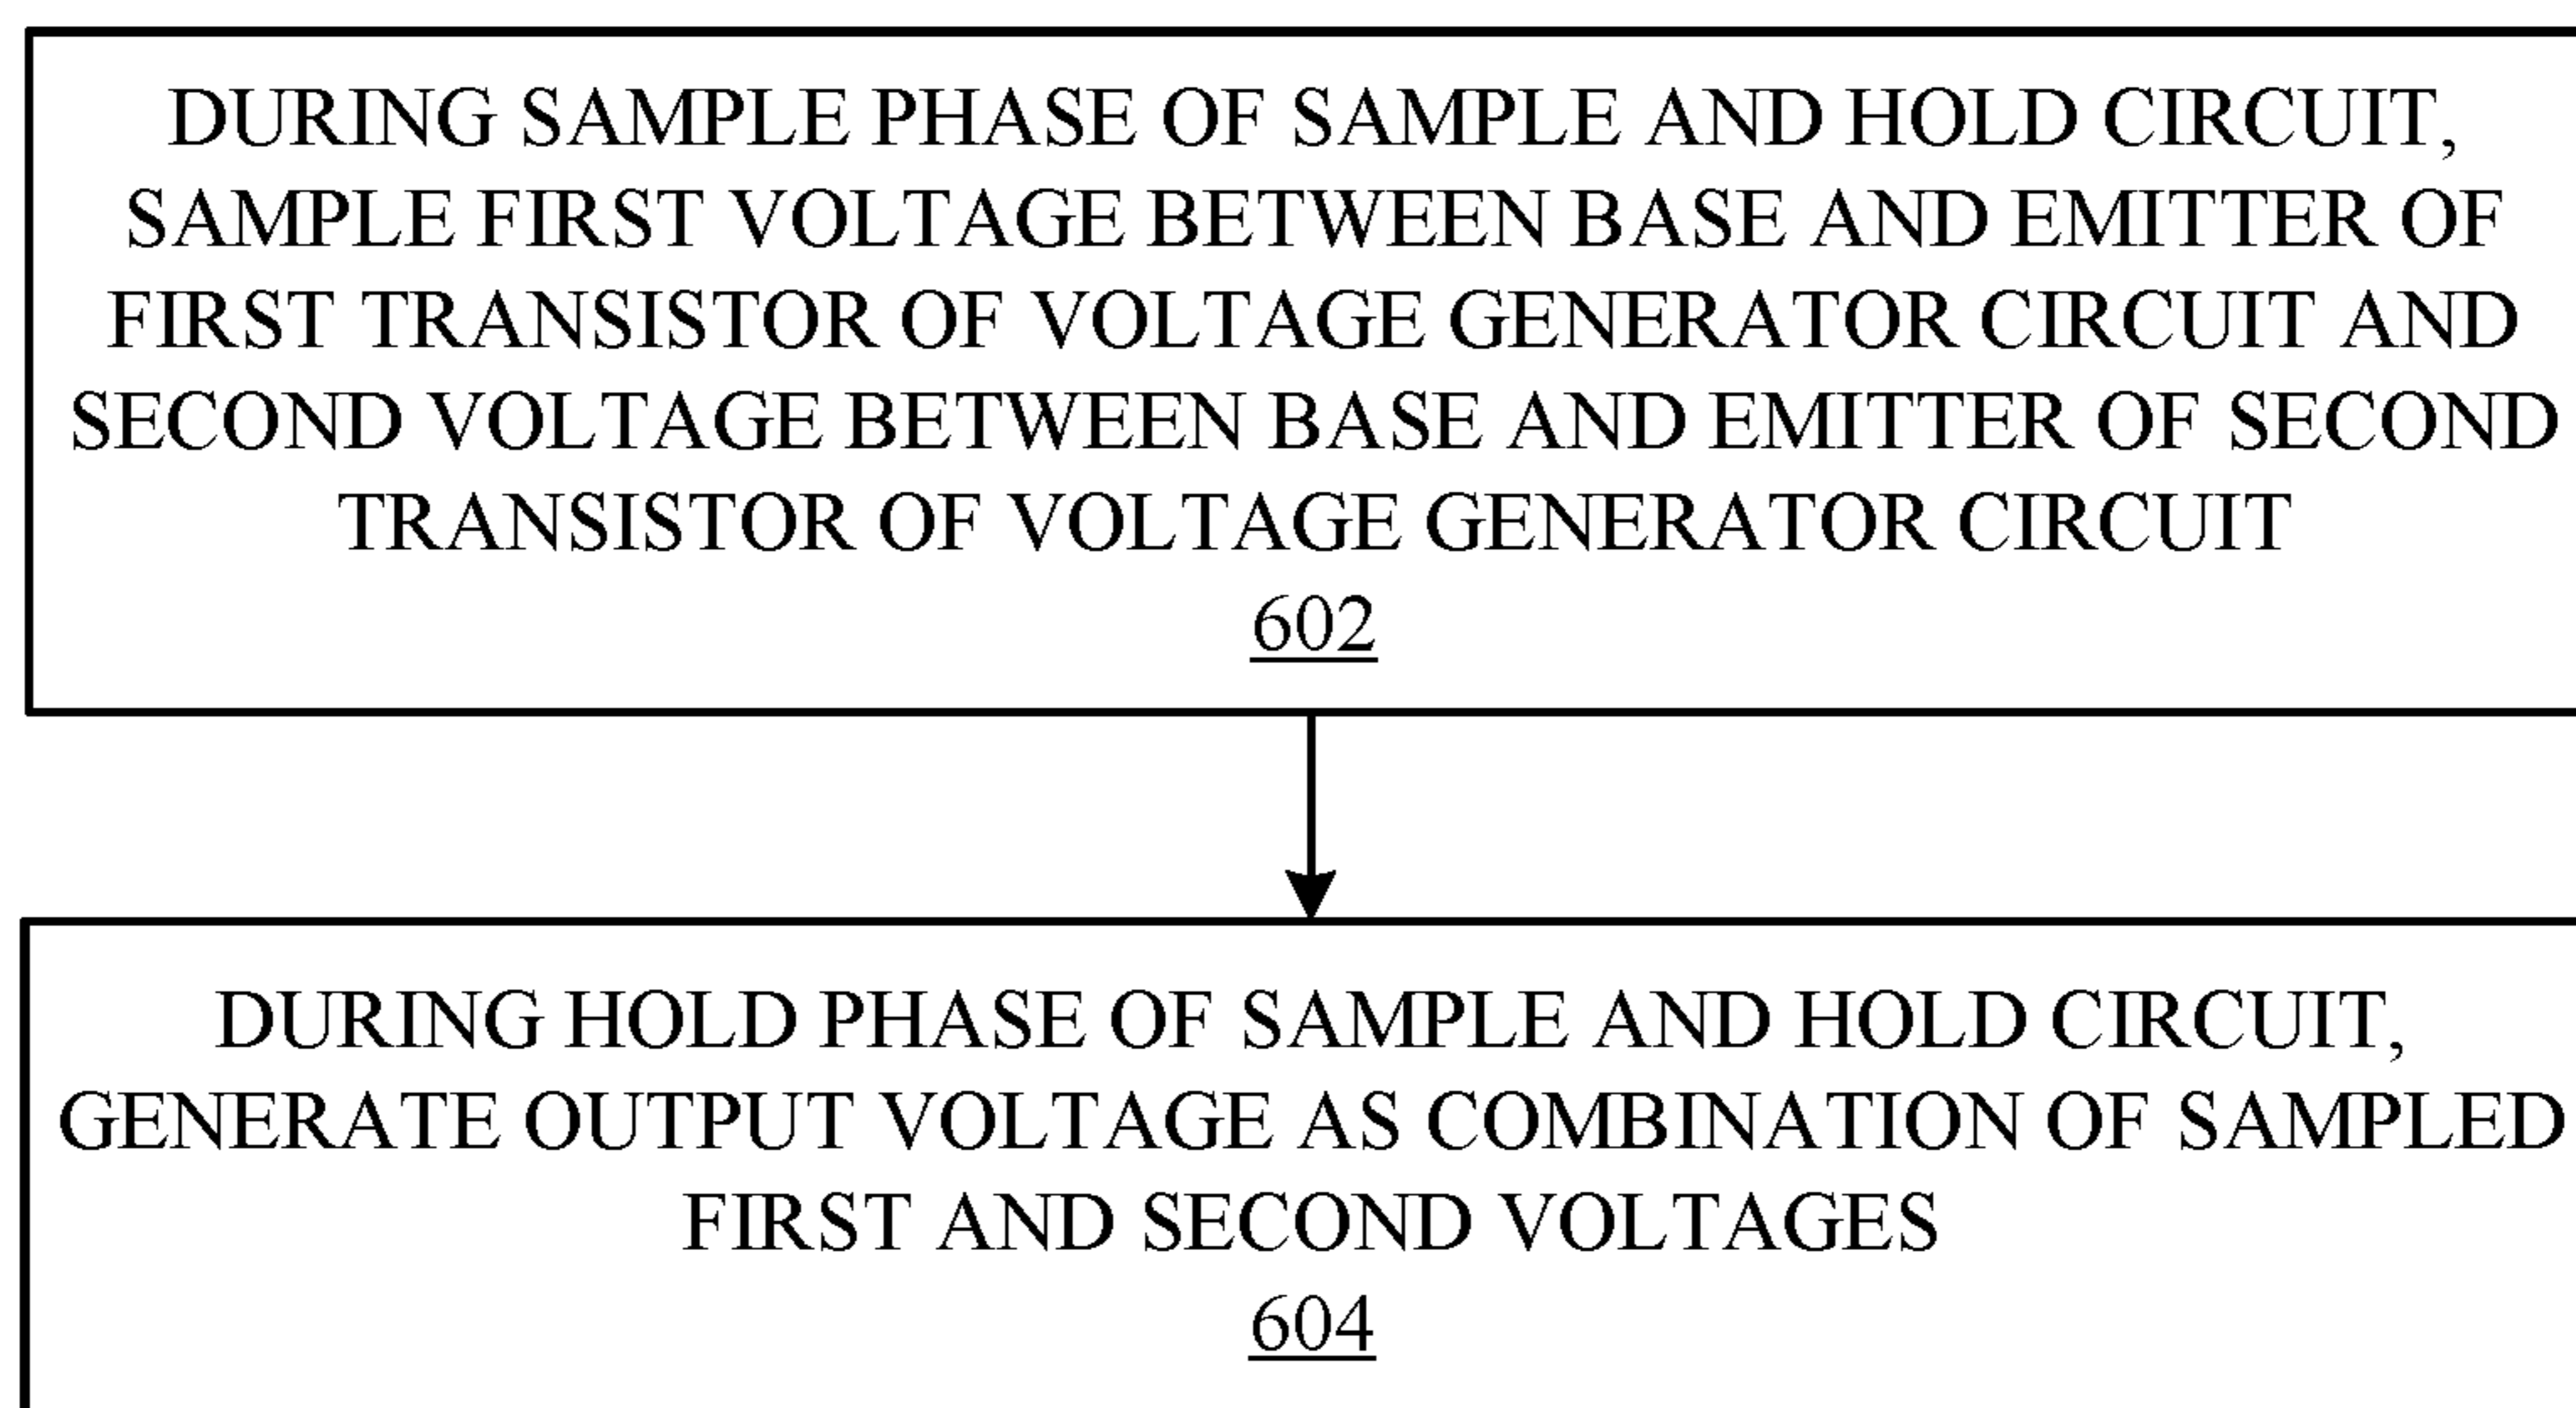 DURING SAMPLE PHASE OF SAMPLE AND HOLD CIRCUIT,
SAMPLE FIRST VOLTAGE BETWEEN BASE AND EMITTER OF
FIRST TRANSISTOR OF VOLTAGE GENERATOR CIRCUIT AND
SECOND VOLTAGE BETWEEN BASE AND EMITTER OF SECOND
TRANSISTOR OF VOLTAGE GENERATOR CIRCUIT
602
DURING HOLD PHASE OF SAMPLE AND HOLD CIRCUIT,
GENERATE OUTPUT VOLTAGE AS COMBINATION OF SAMPLED
FIRST AND SECOND VOLTAGES
604